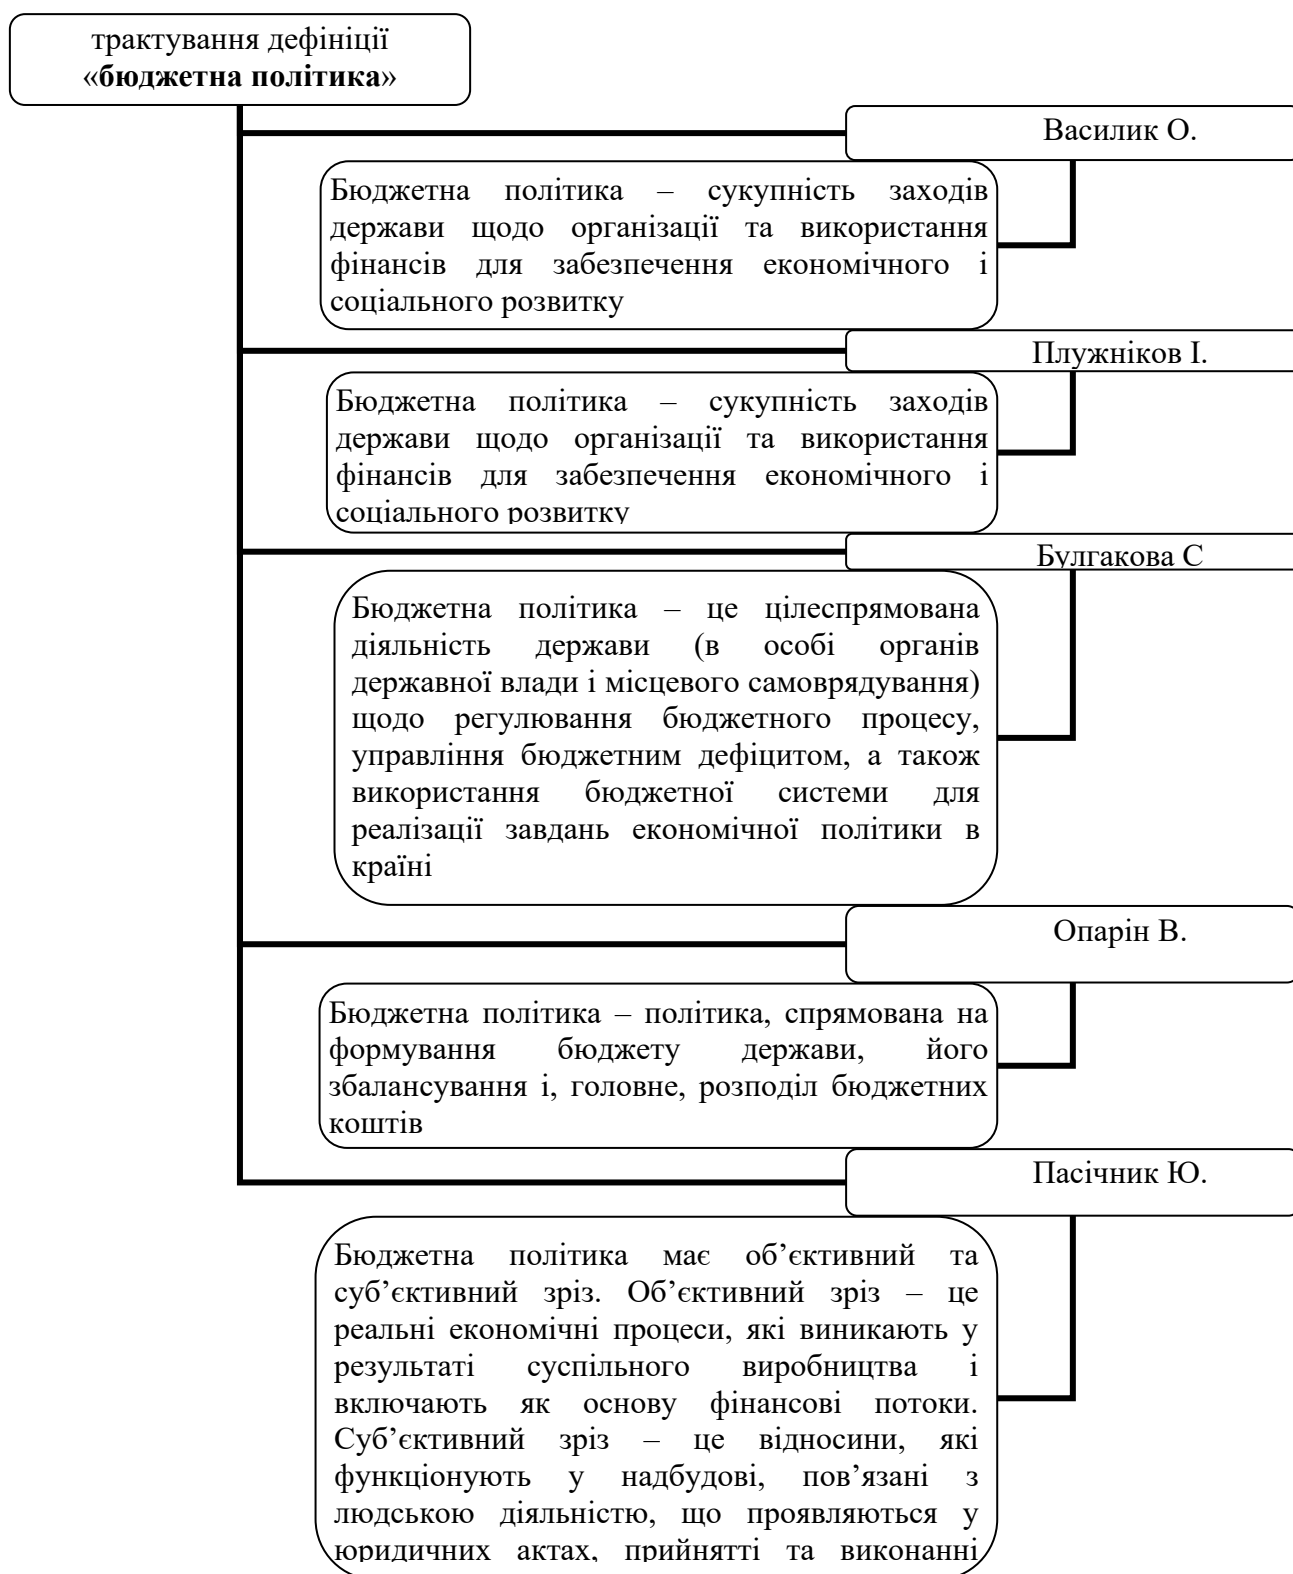 трактування дефініції
«бюджетна політика»
Василик О.
Бюджетна політика – сукупність заходів
держави щодо організації та використання
фінансів для забезпечення економічного і
соціального розвитку
Плужніков І.
Бюджетна політика – сукупність заходів
держави щодо організації та використання
фінансів для забезпечення економічного і
соціального розвитку
Булгакова С
Бюджетна політика – це цілеспрямована
діяльність держави (в особі органів
державної влади і місцевого самоврядування)
щодо регулювання бюджетного процесу,
управління бюджетним дефіцитом, а також
використання бюджетної системи для
реалізації завдань економічної політики в
країні
Опарін В.
Бюджетна політика – політика, спрямована на
формування бюджету держави, його
збалансування і, головне, розподіл бюджетних
коштів
Пасічник Ю.
Бюджетна політика має об’єктивний та
суб’єктивний зріз. Об’єктивний зріз – це
реальні економічні процеси, які виникають у
результаті суспільного виробництва і
включають як основу фінансові потоки.
Суб’єктивний зріз – це відносини, які
функціонують у надбудові, пов’язані з
людською діяльністю, що проявляються у
юридичних актах, прийнятті та виконанні